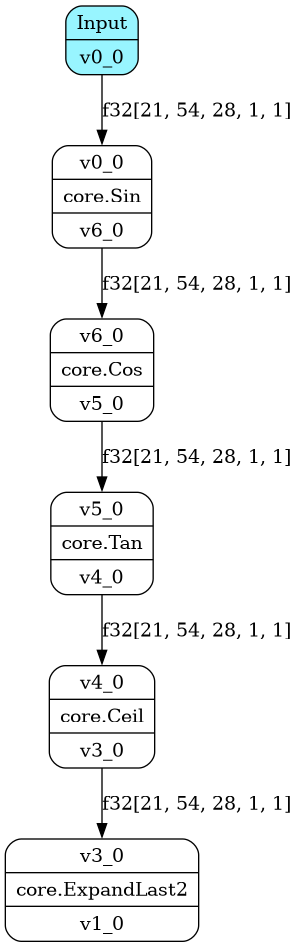 Input
v0_0
f32[21, 54, 28, 1, 1]
v0_0
core.Sin
v6_0
f32[21, 54, 28, 1, 1]
v6_0
core.Cos
v5_0
f32[21, 54, 28, 1, 1]
v5_0
core.Tan
v4_0
f32[21, 54, 28, 1, 1]
v4_0
core.Ceil
v3_0
f32[21, 54, 28, 1, 1]
v3_0
core.ExpandLast2
v1_0